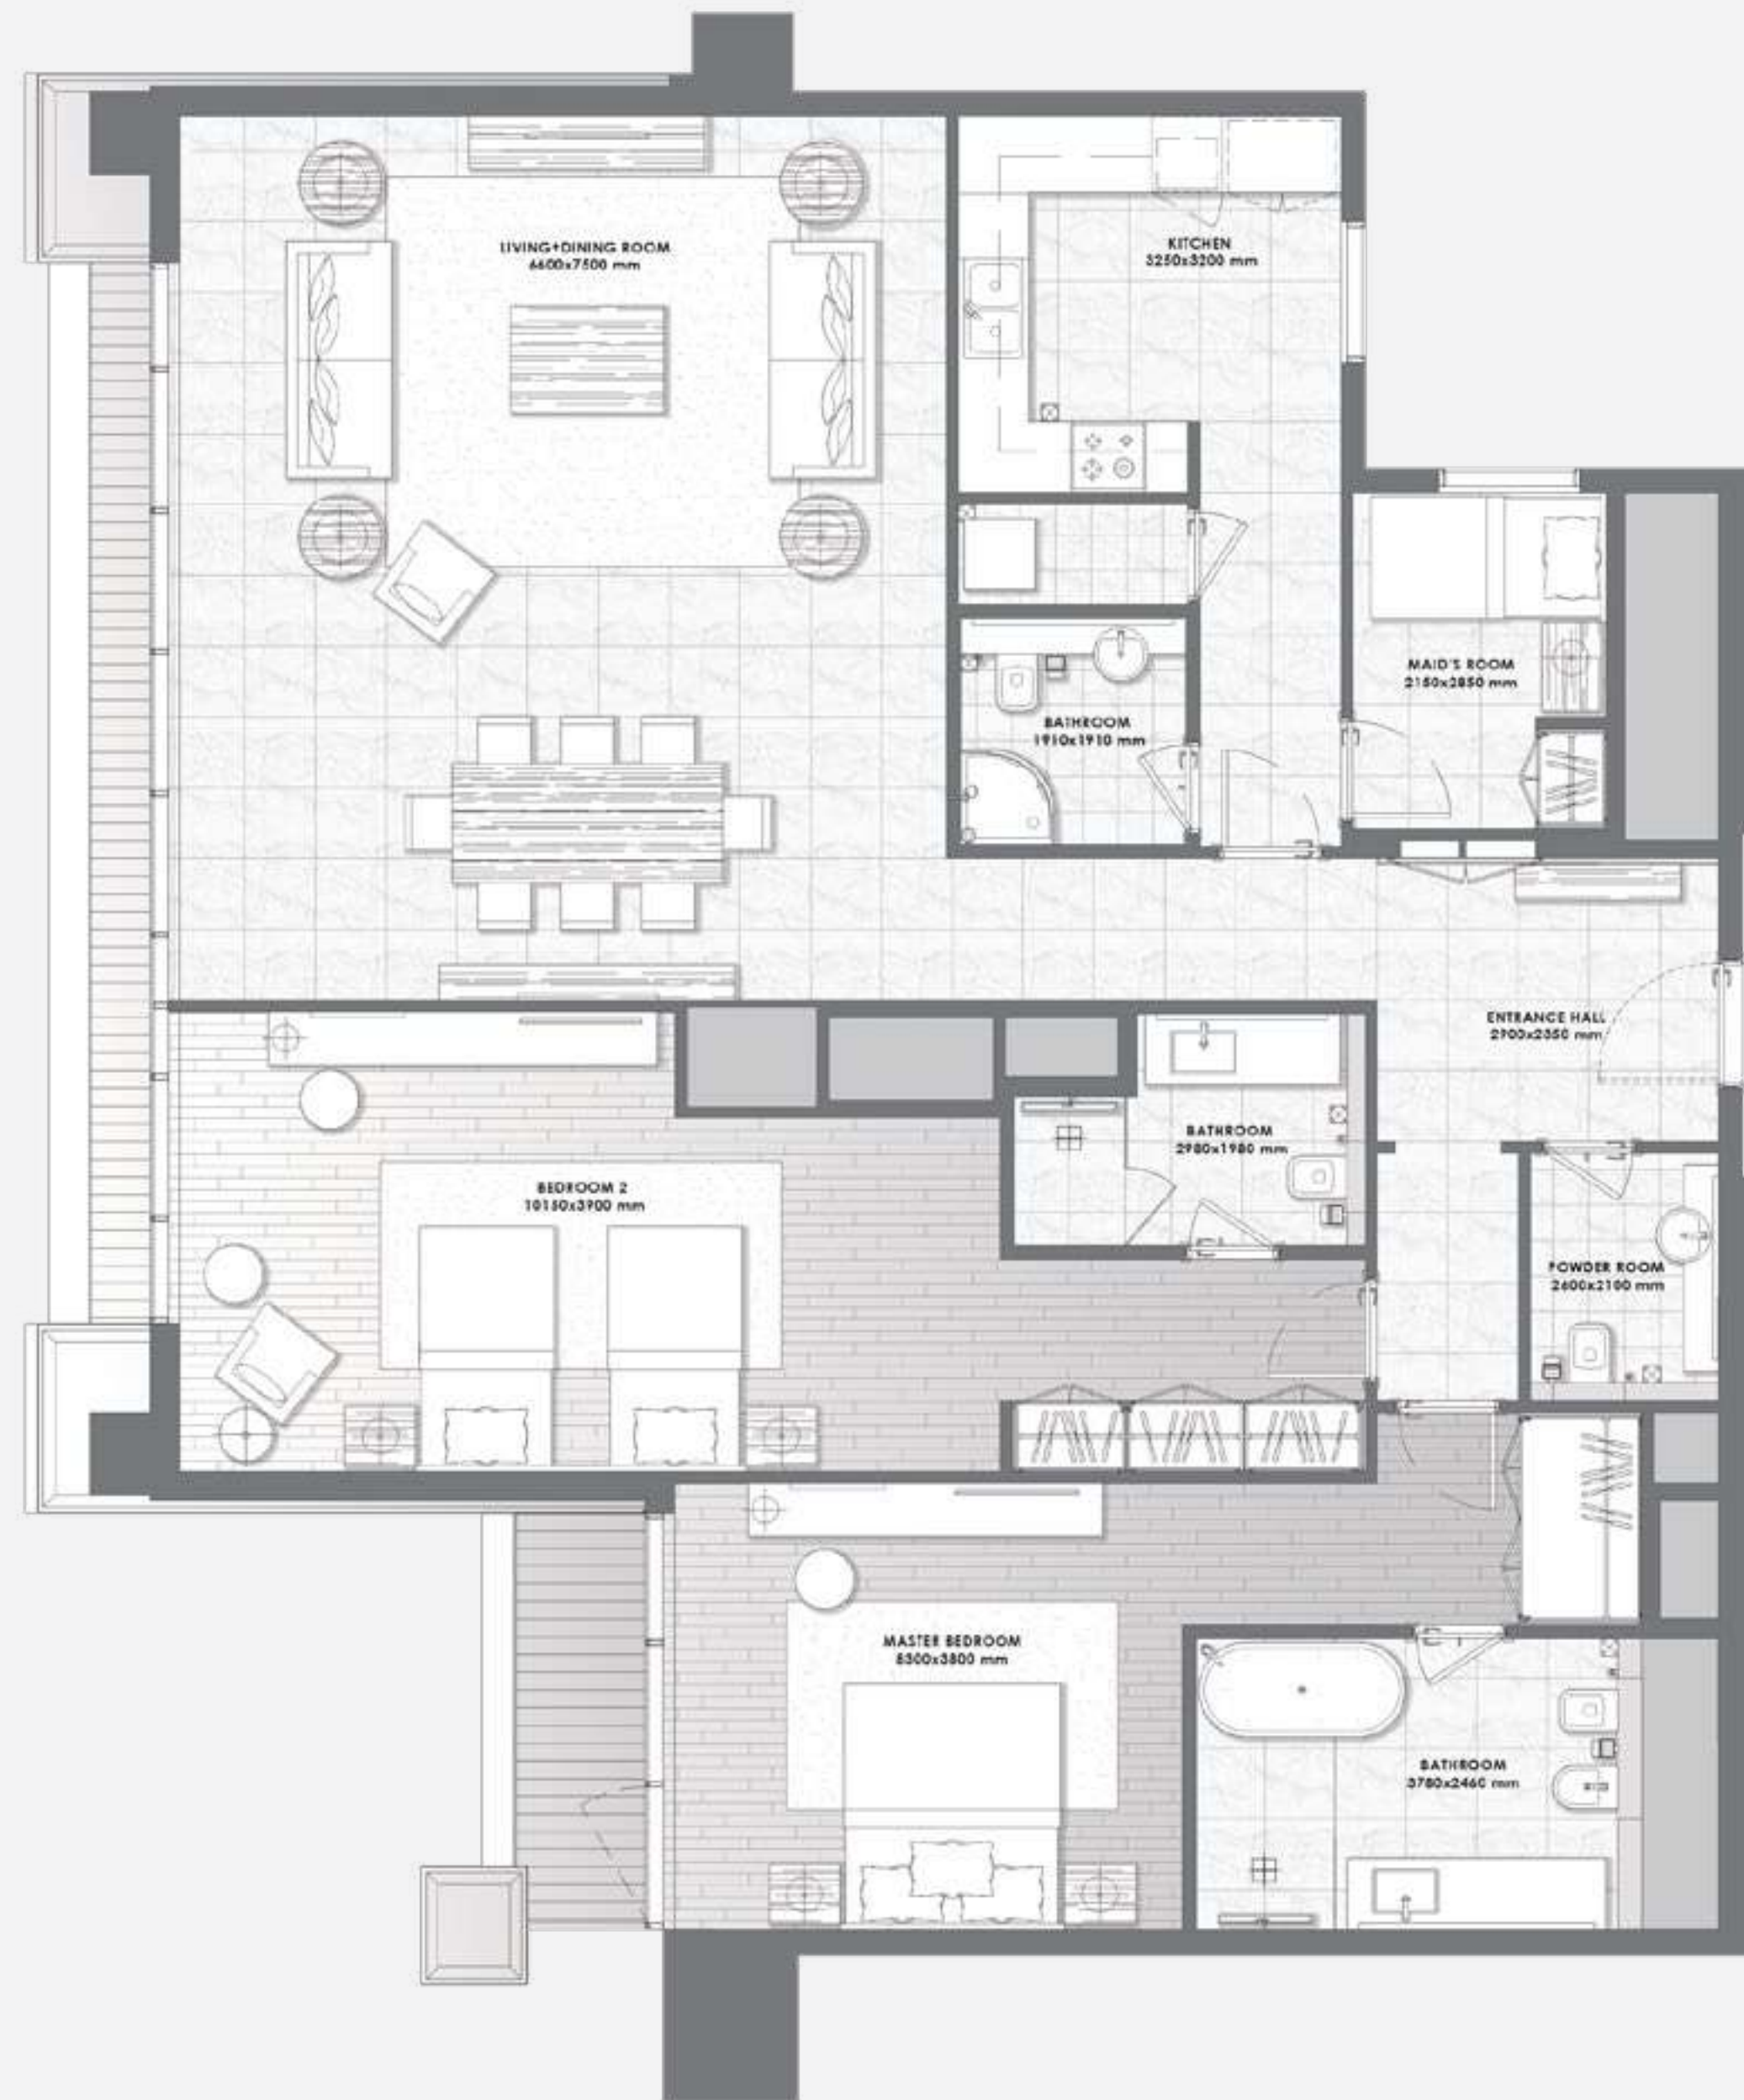 LIVING+DINING ROOM
6600x7500 mm
KITCHEN
3250x3200 mm
MAID'S ROOM
2150x2850 mm
BATHROOM
1910x1910 mm
ENTRANCE HALL
2900x2350 mm
BATHROOM
2980x1980 mm
BEDROOM 2
10150x3900 mm
POWDER ROOM
2600x2100 mm
MASTER BEDROOM
8300x3800 mm
BATHROOM
3780x2460 mm